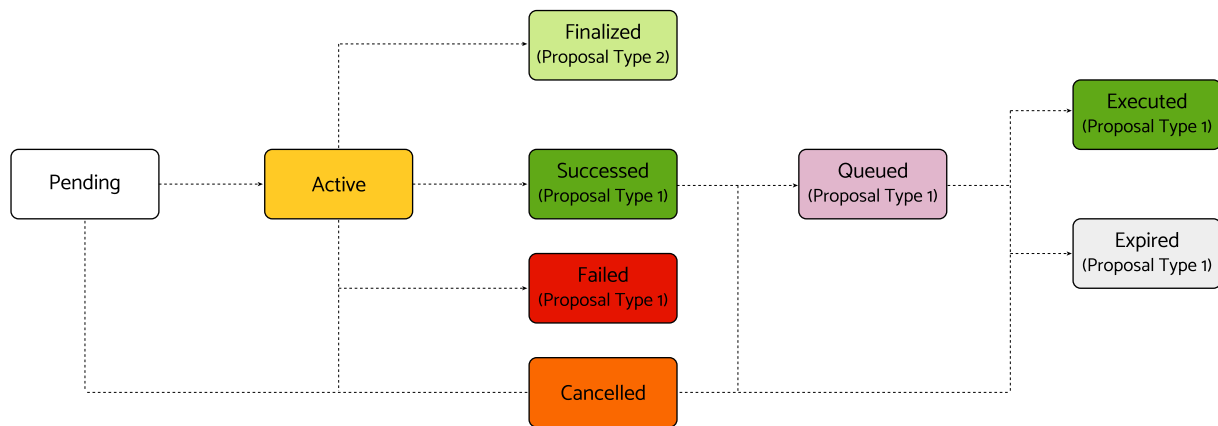 Finalized
(Proposal Type 2)
Pending
Active
Successed
(Proposal Type 1)
Failed
(Proposal Type 1)
Cancelled
Queued
(Proposal Type 1)
Executed
(Proposal Type 1)
Expired
(Proposal Type 1)